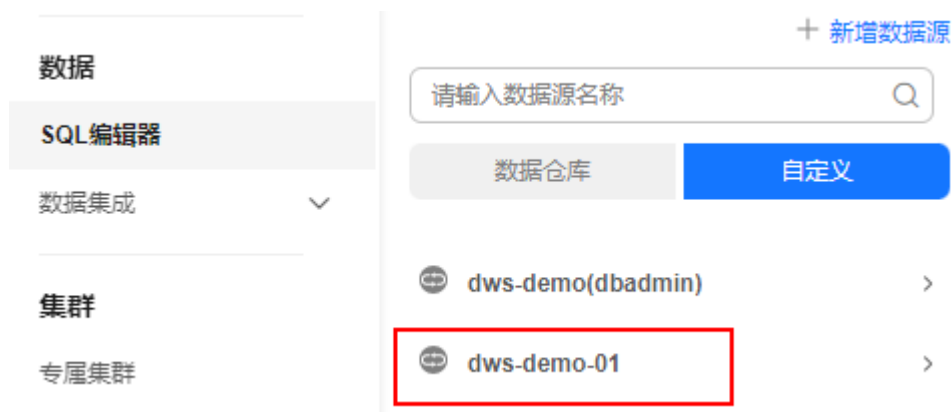 数据
SQL编辑器
数据集成
集群
专属集群
新增数据源
请输入数据源名称
数据仓库
自定义
dws-demo(dbadmin)
dws-demo-01